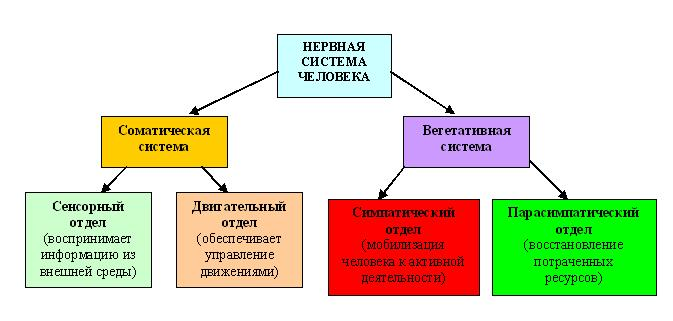 НЕРВНАЯ
СИСТЕМА
ЧЕЛОВЕКА
Соматическая
система
Вегетативная
система
Сенсорный
отдел
(воспринимает
информацию из
внешней среды)
Двигательный
отдел
(обеспечивает
управление
движениями)
Симпатический
отдел
(мобилизация
человека к активной
деятельности)
Парасимпатический
отдел
(восстановление
потраченных
ресурсов)